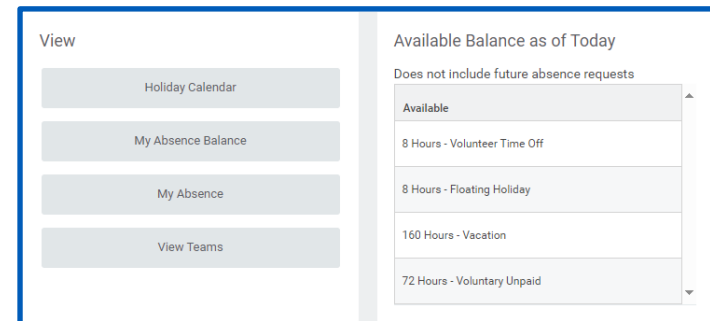 View
Holiday Calendar
My Absence Balance
My Absence
View Teams
Available Balance as of Today
Does not include future absence requests
Available
8 Hours - Volunteer Time Off
8 Hours - Floating Holiday
160 Hours - Vacation
72 Hours - Voluntary Unpaid